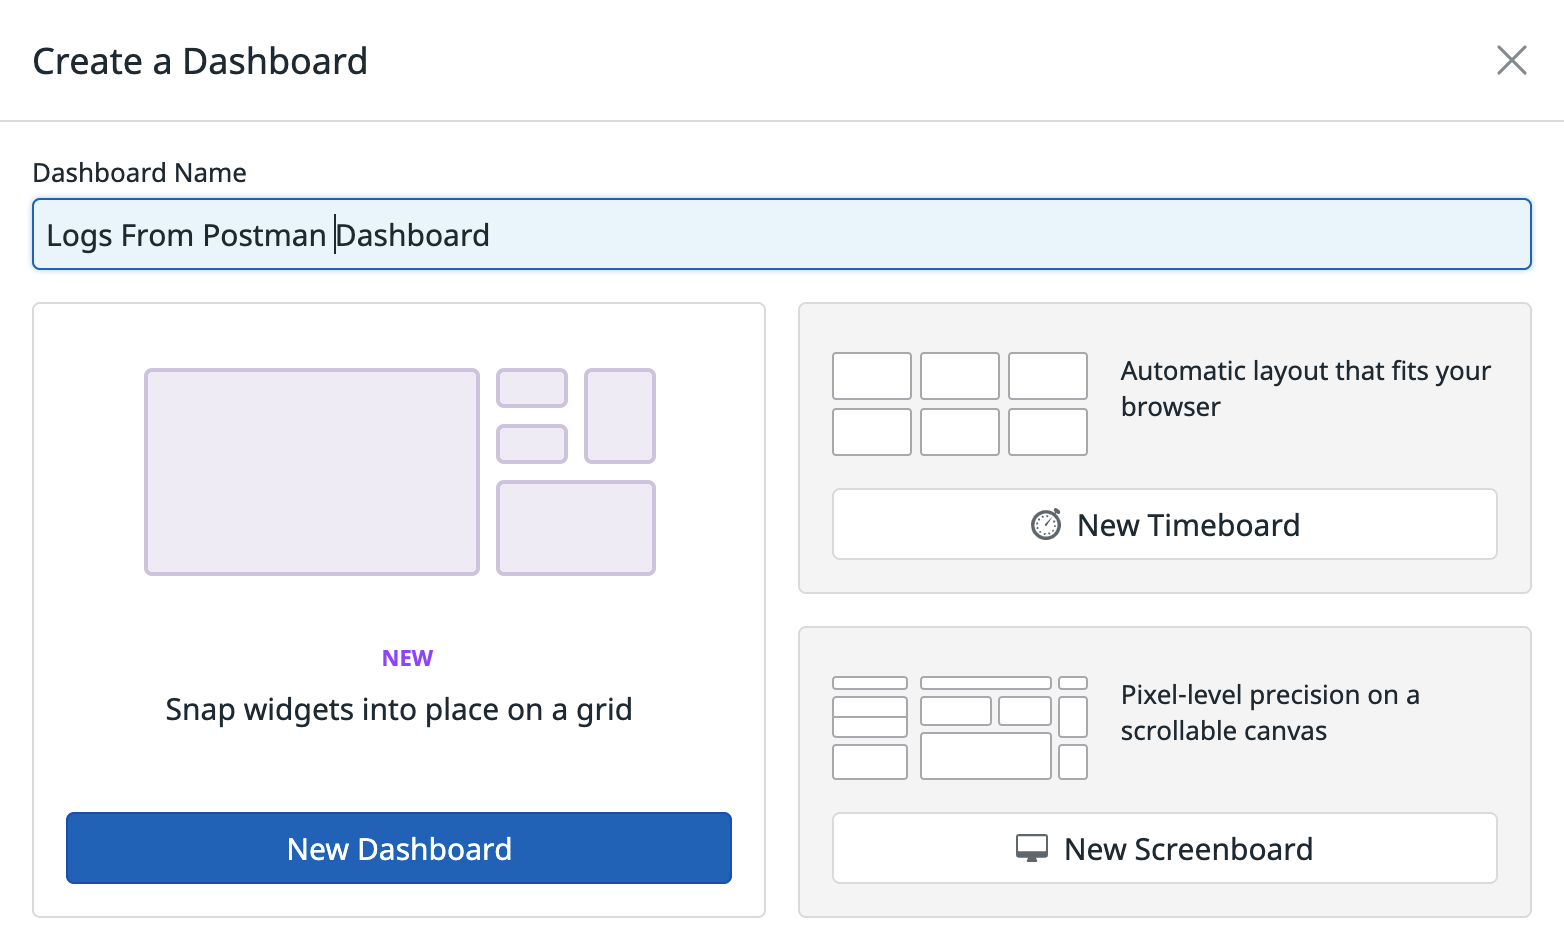 Create a Dashboard
Dashboard Name
Logs From Postman Dashboard
NEW
Snap widgets into place on a grid
New Dashboard
Automatic layout that fits your
browser
New Timeboard
Pixel-level precision on a
scrollable canvas
New Screenboard